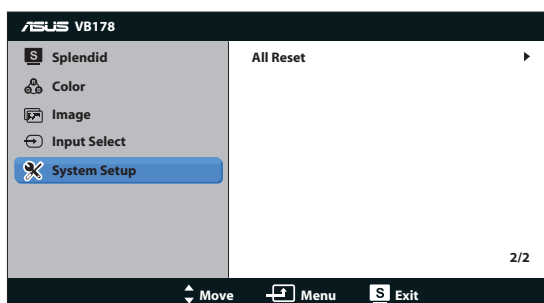 ASUS VB178
S Splendid
Color
Image
Input Select
System Setup
All Reset
2/2
Move Menu S Exit